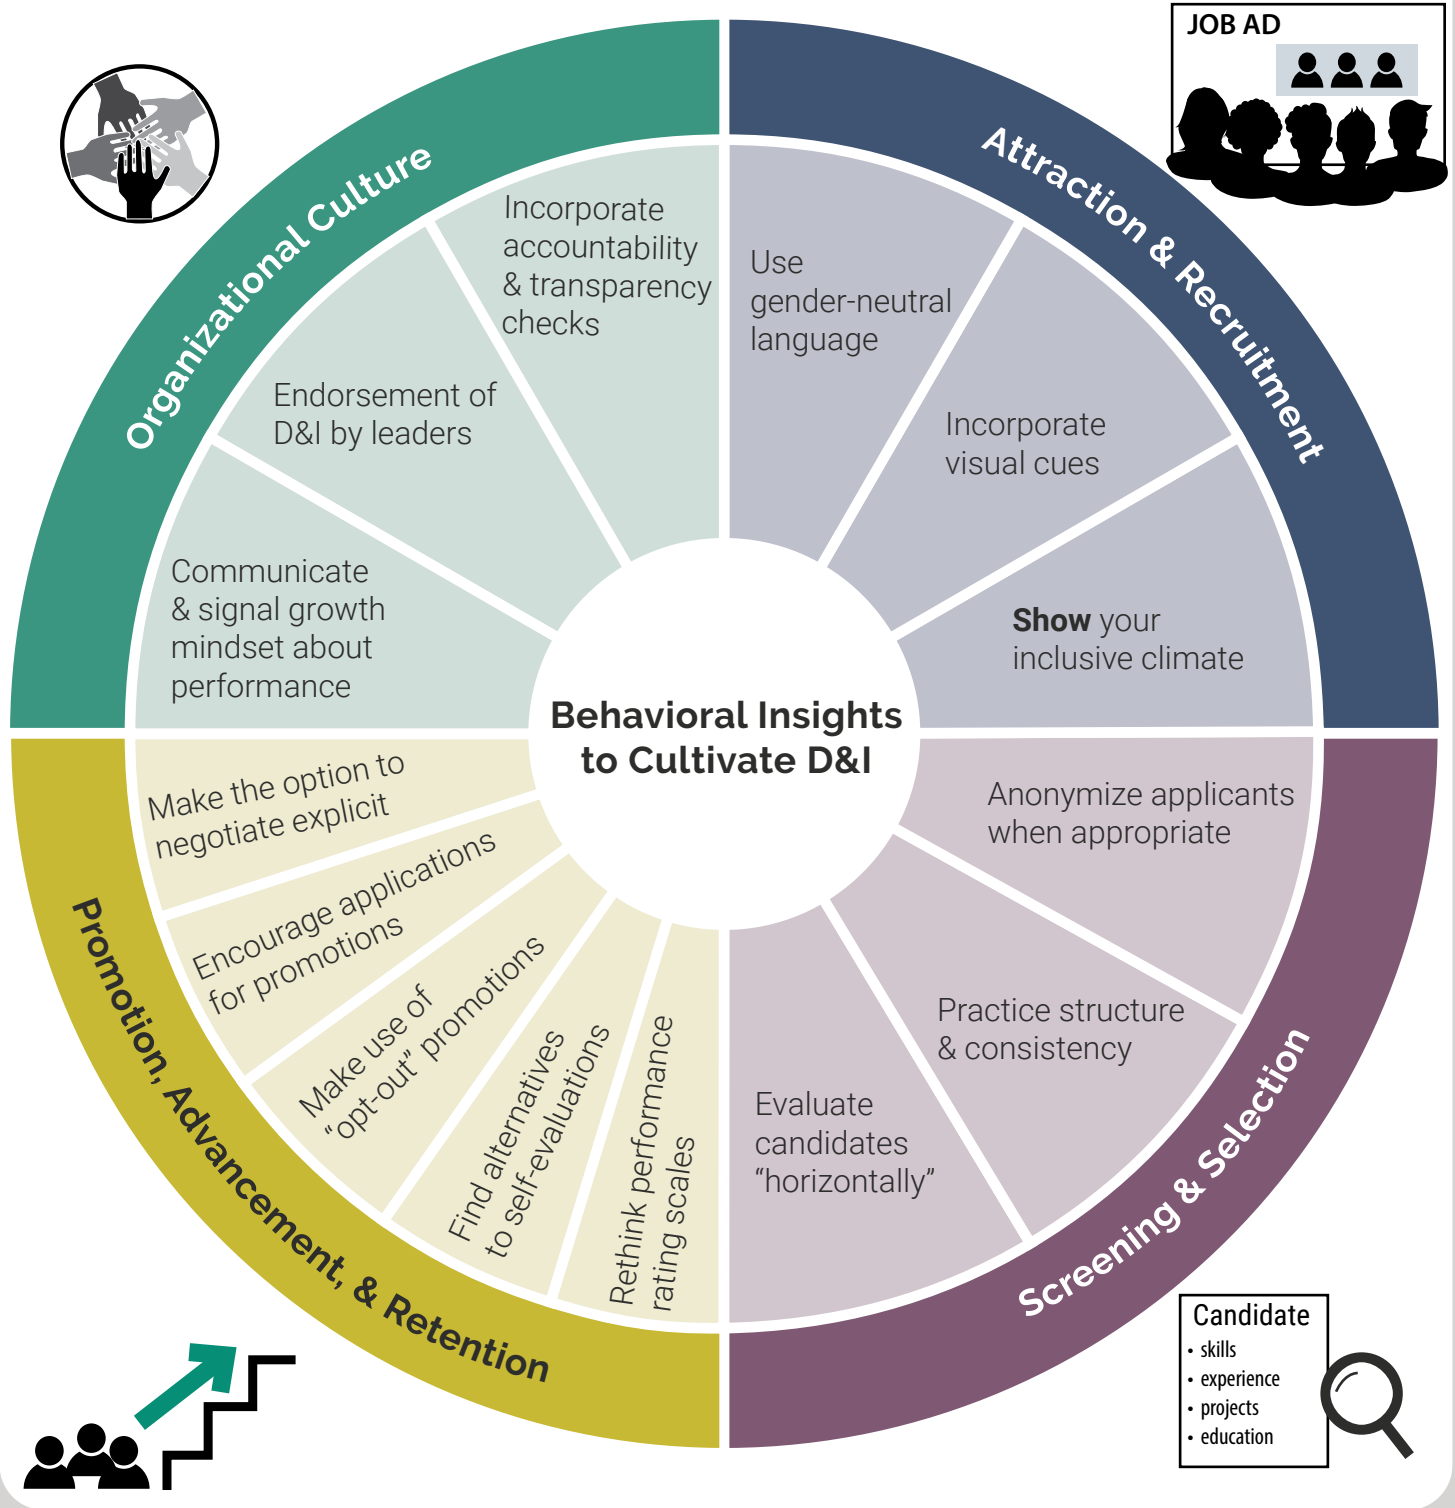 JOB AD
Organizational Culture
Attraction & Recruitment
Incorporate
accountability
& transparency
checks
Use
gender-neutral
language
Endorsement of
D&I by leaders
Incorporate
visual cues
Communicate
& signal growth
mindset about
performance
Show your
inclusive climate
Behavioral Insights
to Cultivate D&I
Make the option to
negotiate explicit
Encourage applications
for promotions
Make use of
“opt-out” promotions
Find alternatives
to self-evaluations
Rethink performance
rating scales
Anonymize applicants
when appropriate
Practice structure
& consistency
Evaluate
candidates
“horizontally”
Promotion, Advancement, & Retention
Screening & Selection
Candidate
• skills
• experience
• projects
• education